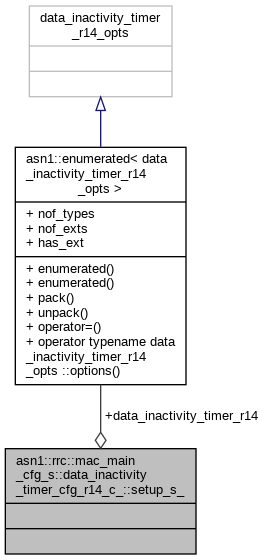 data_inactivity_timer
_r14_opts
asn1::enumerated< data
_inactivity_timer_r14
_opts >
+ nof_types
+ nof_exts
+ has_ext
+ enumerated()
+ enumerated()
+ pack()
+ unpack()
+ operator=()
+ operator typename data
_inactivity_timer_r14
_opts ::options()
+data_inactivity_timer_r14
asn1::rrc::mac_main
_cfg_s::data_inactivity
_timer_cfg_r14_c_::setup_s_